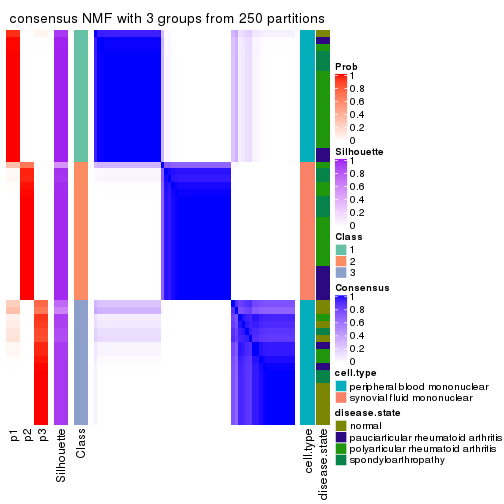 consensus NMF with 3 groups from 250 partitions
Prob
1
0.8
0.6
0.4
0.2
0
Silhouette
1
0.8
0.6
0.4
0.2
0
Class
1
2
3
Consensus
1
0.8
0.6
0.4
0.2
0
cell.type
peripheral blood mononuclear
synovial fluid mononuclear
disease.state
normal
pauciarticular rheumatoid arthritis
polyarticular rheumatoid arthritis
spondyloarthropathy
p1
p2
p3
Silhouette
Class
cell.type
disease.state